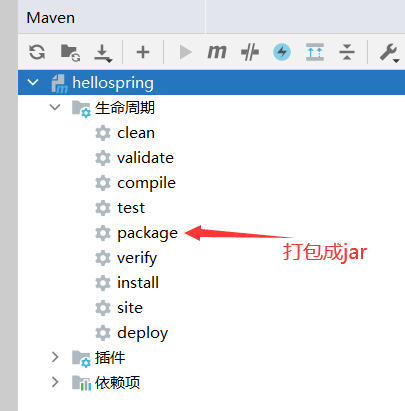 Maven
m
hellospring
生命周期
clean
validate
compile
test
package
打包成jar
verify
install
site
deploy
插件
依赖项